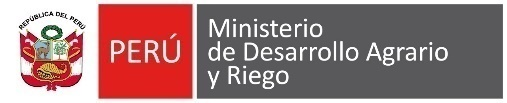 REPÚBLICA DEL PERÚ
PERÚ
Ministerio
de Desarrollo Agrario
y Riego